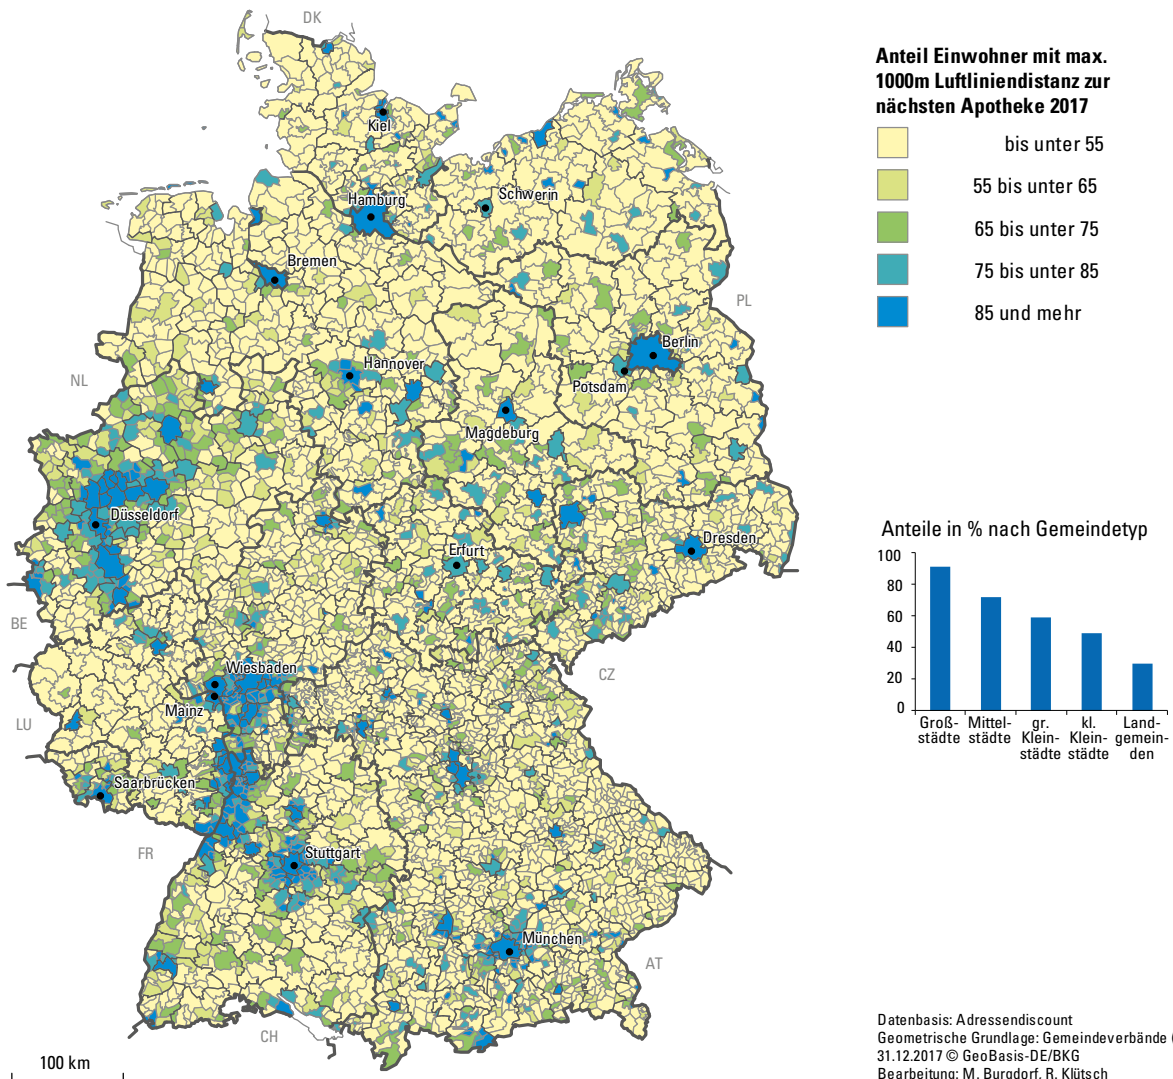 DK
Kiel
Hamburg
Schwerin
Bremen
PL
Berlin
Hannover
NL
Potsdam
Magdeburg
Düsseldorf
Dresden
Erfurt
BE
Wiesbaden
CZ
Mainz
LU
Saarbrücken
FR
Stuttgart
München
AT
CH
100 km
Anteil Einwohner mit max.
1000m Luftliniendistanz zur
nächsten Apotheke 2017
bis unter 55
55 bis unter 65
65 bis unter 75
75 bis unter 85
85 und mehr
Anteile in % nach Gemeindetyp
100
80
60
40
20
0
Groß-
städte
Mittel-
städte
gr.
Klein-
städte
kl.
Klein-
städte
Land-
gemein-
den
Datenbasis: Adressendiscount
Geometrische Grundlage: Gemeindeverbände (
31.12.2017 © GeoBasis-DE/BKG
Bearbeitung: M. Burgdorf, R. Klütsch